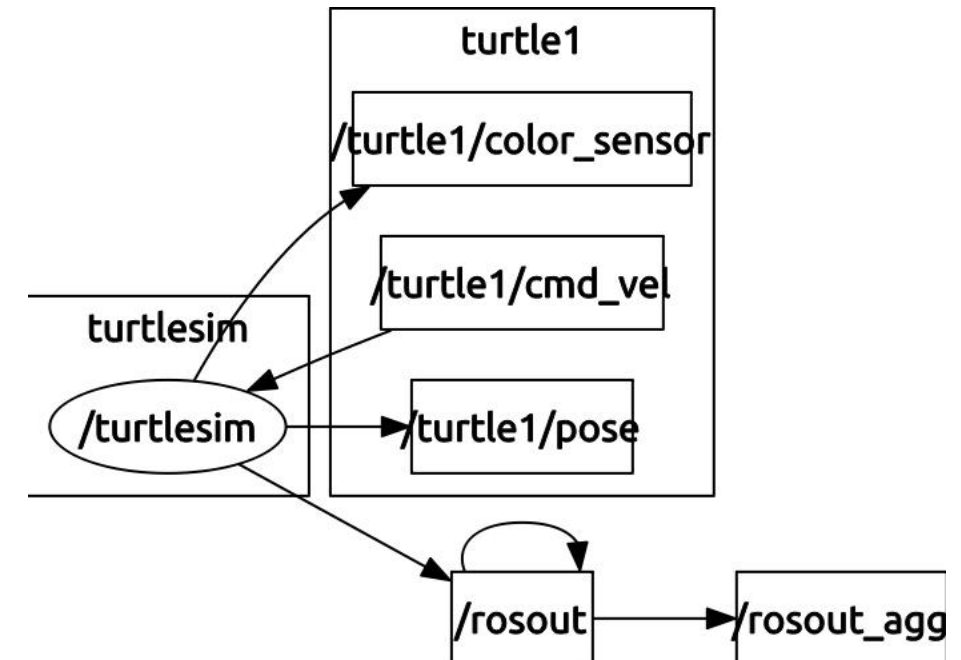 turtle1
/turtle1/color_sensor
/turtle1/cmd_vel
turtlesim
/turtlesim
/turtle1/pose
/rosout
/rosout_agg